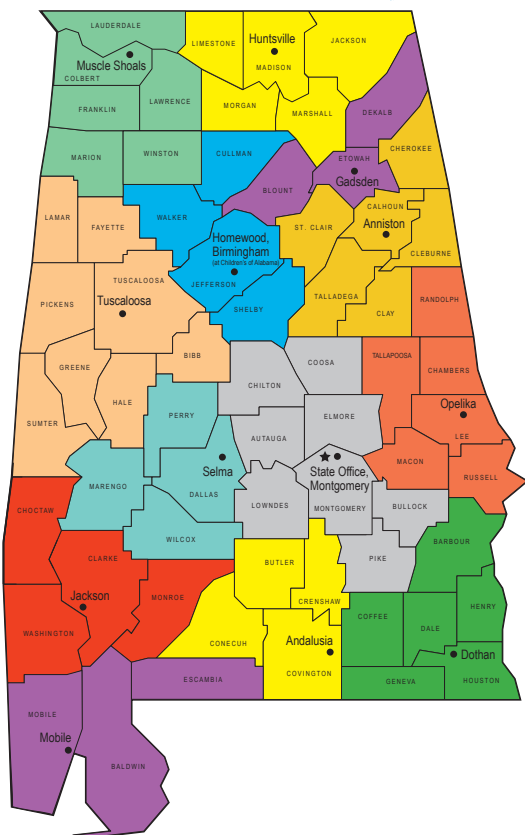 LAUDERDALE
LIMESTONE
Huntsville
JACKSON
Muscle Shoals
MADISON
COLBERT
LAWRENCE
FRANKLIN
MORGAN
MARSHALL
DEKALB
MARION
WINSTON
CULLMAN
ETOWAH
CHEROKEE
Gadsden
BLOUNT
LAMAR
FAYETTE
WALKER
CALHOUN
ST. CLAIR
Anniston
Homewood,
Birmingham
(at Children's of Alabama)
CLEBURNE
JEFFERSON
TUSCALOOSA
Tuscaloosa
PICKENS
SHELBY
TALLADEGA
CLAY
RANDOLPH
GREENE
BIBB
COOSA
TALLAPOOSA
CHAMBERS
CHILTON
HALE
PERRY
ELMORE
Opelika
SUMTER
AUTAUGA
LEE
Selma
State Office,
Montgomery
MACON
MARENGO
DALLAS
RUSSELL
CHOCTAW
LOWNDES
MONTGOMERY
BULLOCK
WILCOX
BARBOUR
CLARKE
BUTLER
PIKE
MONROE
Jackson
CRENSHAW
HENRY
WASHINGTON
COFFEE
DALE
CONECUH
Andalusia
Dothan
ESCAMBIA
COVINGTON
GENEVA
HOUSTON
MOBILE
Mobile
BALDWIN